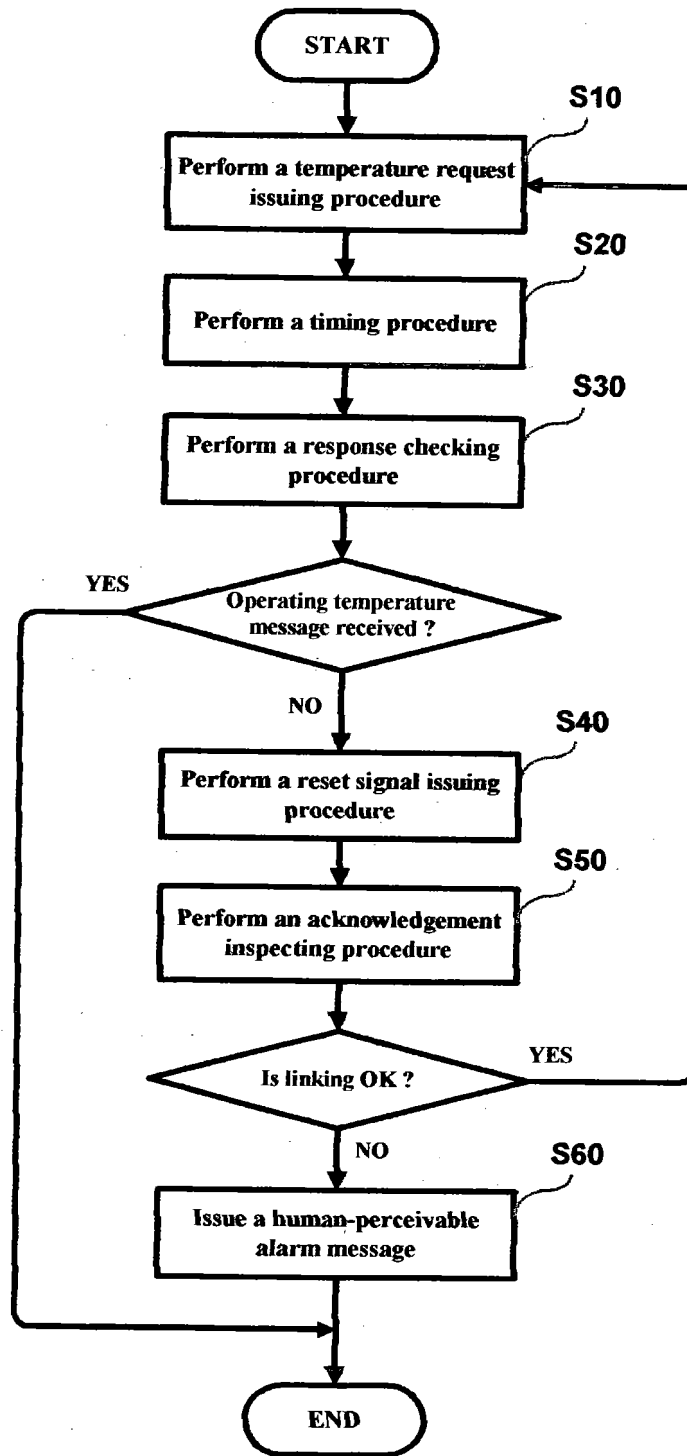 START
S10
Perform a temperature request
issuing procedure
S20
Perform a timing procedure
S30
Perform a response checking
procedure
YES
Operating temperature
message received ?
NO
S40
Perform a reset signal issuing
procedure
S50
Perform an acknowledgement
inspecting procedure
YES
Is linking OK ?
NO
S60
Issue a human-perceivable
alarm message
END